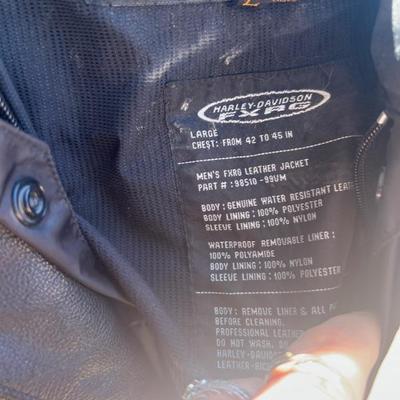 HARLEY-DAVIDSON
FXRG
LARGE
CHEST: FROM 42 TO 45 IN
MEN'S FXRG LEATHER JACKET
PART #:98510-99VM
BODY:GENUINE WATER RESISTANT
BODY LINING:100% POLYESTER
SLEEVE LINING:100% NYLON
WATERPROOF REMOVABLE LINER:
100% POLYAMIDE
BODY LINING:100% NYLON
SLEEVE LINING:100% POLYESTER
BODY: REMOVE LINER & ALL
BEFORE CLEANING.
PROFESSIONAL
DO NOT WASH, DO